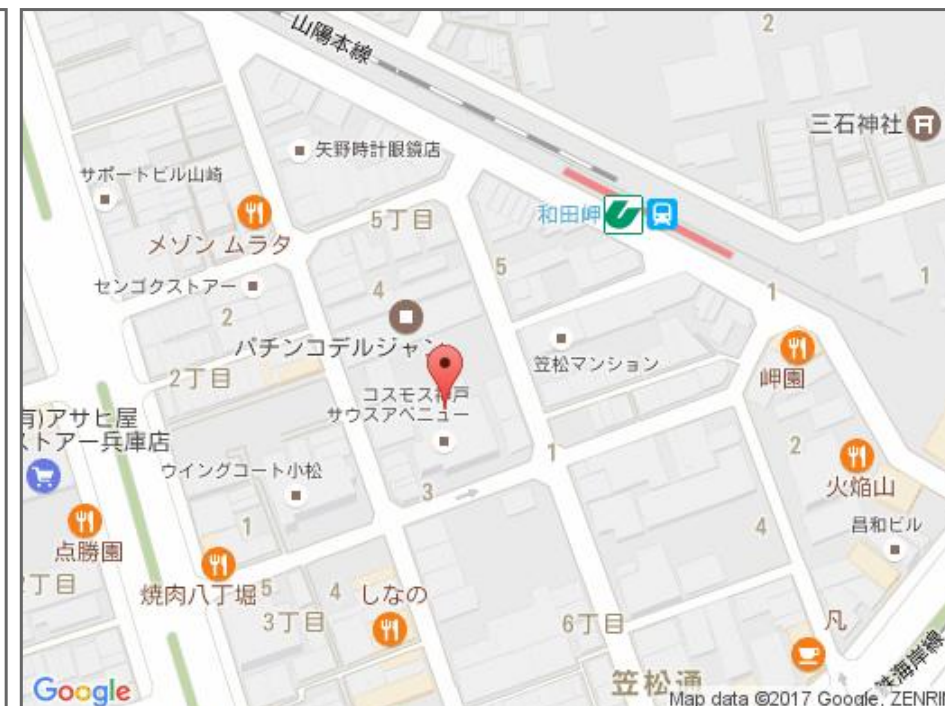 山陽本線
2
三石神社
矢野時計眼鏡店
サポートビル山崎
和田岬
5丁目
メゾン ムラタ
5
1
センゴクストアー
4
1
2
パチンコデルジャン
笠松マンション
2丁目
岬園
コスモス神戸
サウスアベニュー
有)アサヒ屋
ストアー兵庫店
1
2
ウイングコート小松
火焔山
3
昌和ビル
1
4
点勝園
丁目
焼肉八丁堀
5
4
しなの
3丁目
6丁目
凡
笠松通
Google
Map data ©2017 Google, ZENRIN